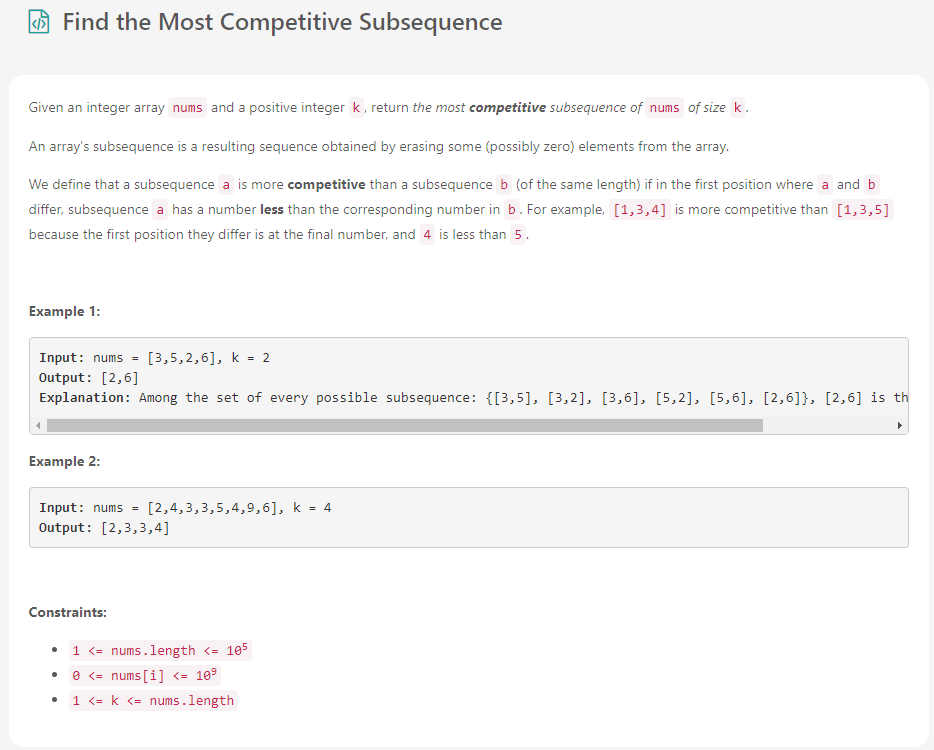 Find the Most Competitive Subsequence
Given an integer array nums and a positive integer k, return the most competitive subsequence of nums of size k.
An array's subsequence is a resulting sequence obtained by erasing some (possibly zero) elements from the array.
We define that a subsequence a is more competitive than a subsequence b (of the same length) if in the first position where a and b
differ, subsequence a has a number less than the corresponding number in b. For example, [1,3,4] is more competitive than [1,3,5]
because the first position they differ is at the final number, and 4 is less than 5.
Example 1:
Input: nums = [3,5,2,6], k = 2
Output: [2,6]
Explanation: Among the set of every possible subsequence: {[3,5], [3,2], [3,6], [5,2], [5,6], [2,6]}, [2,6] is th
Example 2:
Input: nums = [2,4,3,3,5,4,9,6], k = 4
Output: [2,3,3,4]
Constraints:
1 <= nums.length <= 10⁵
0 <= nums[i] <= 10⁹
1 <= k <= nums.length